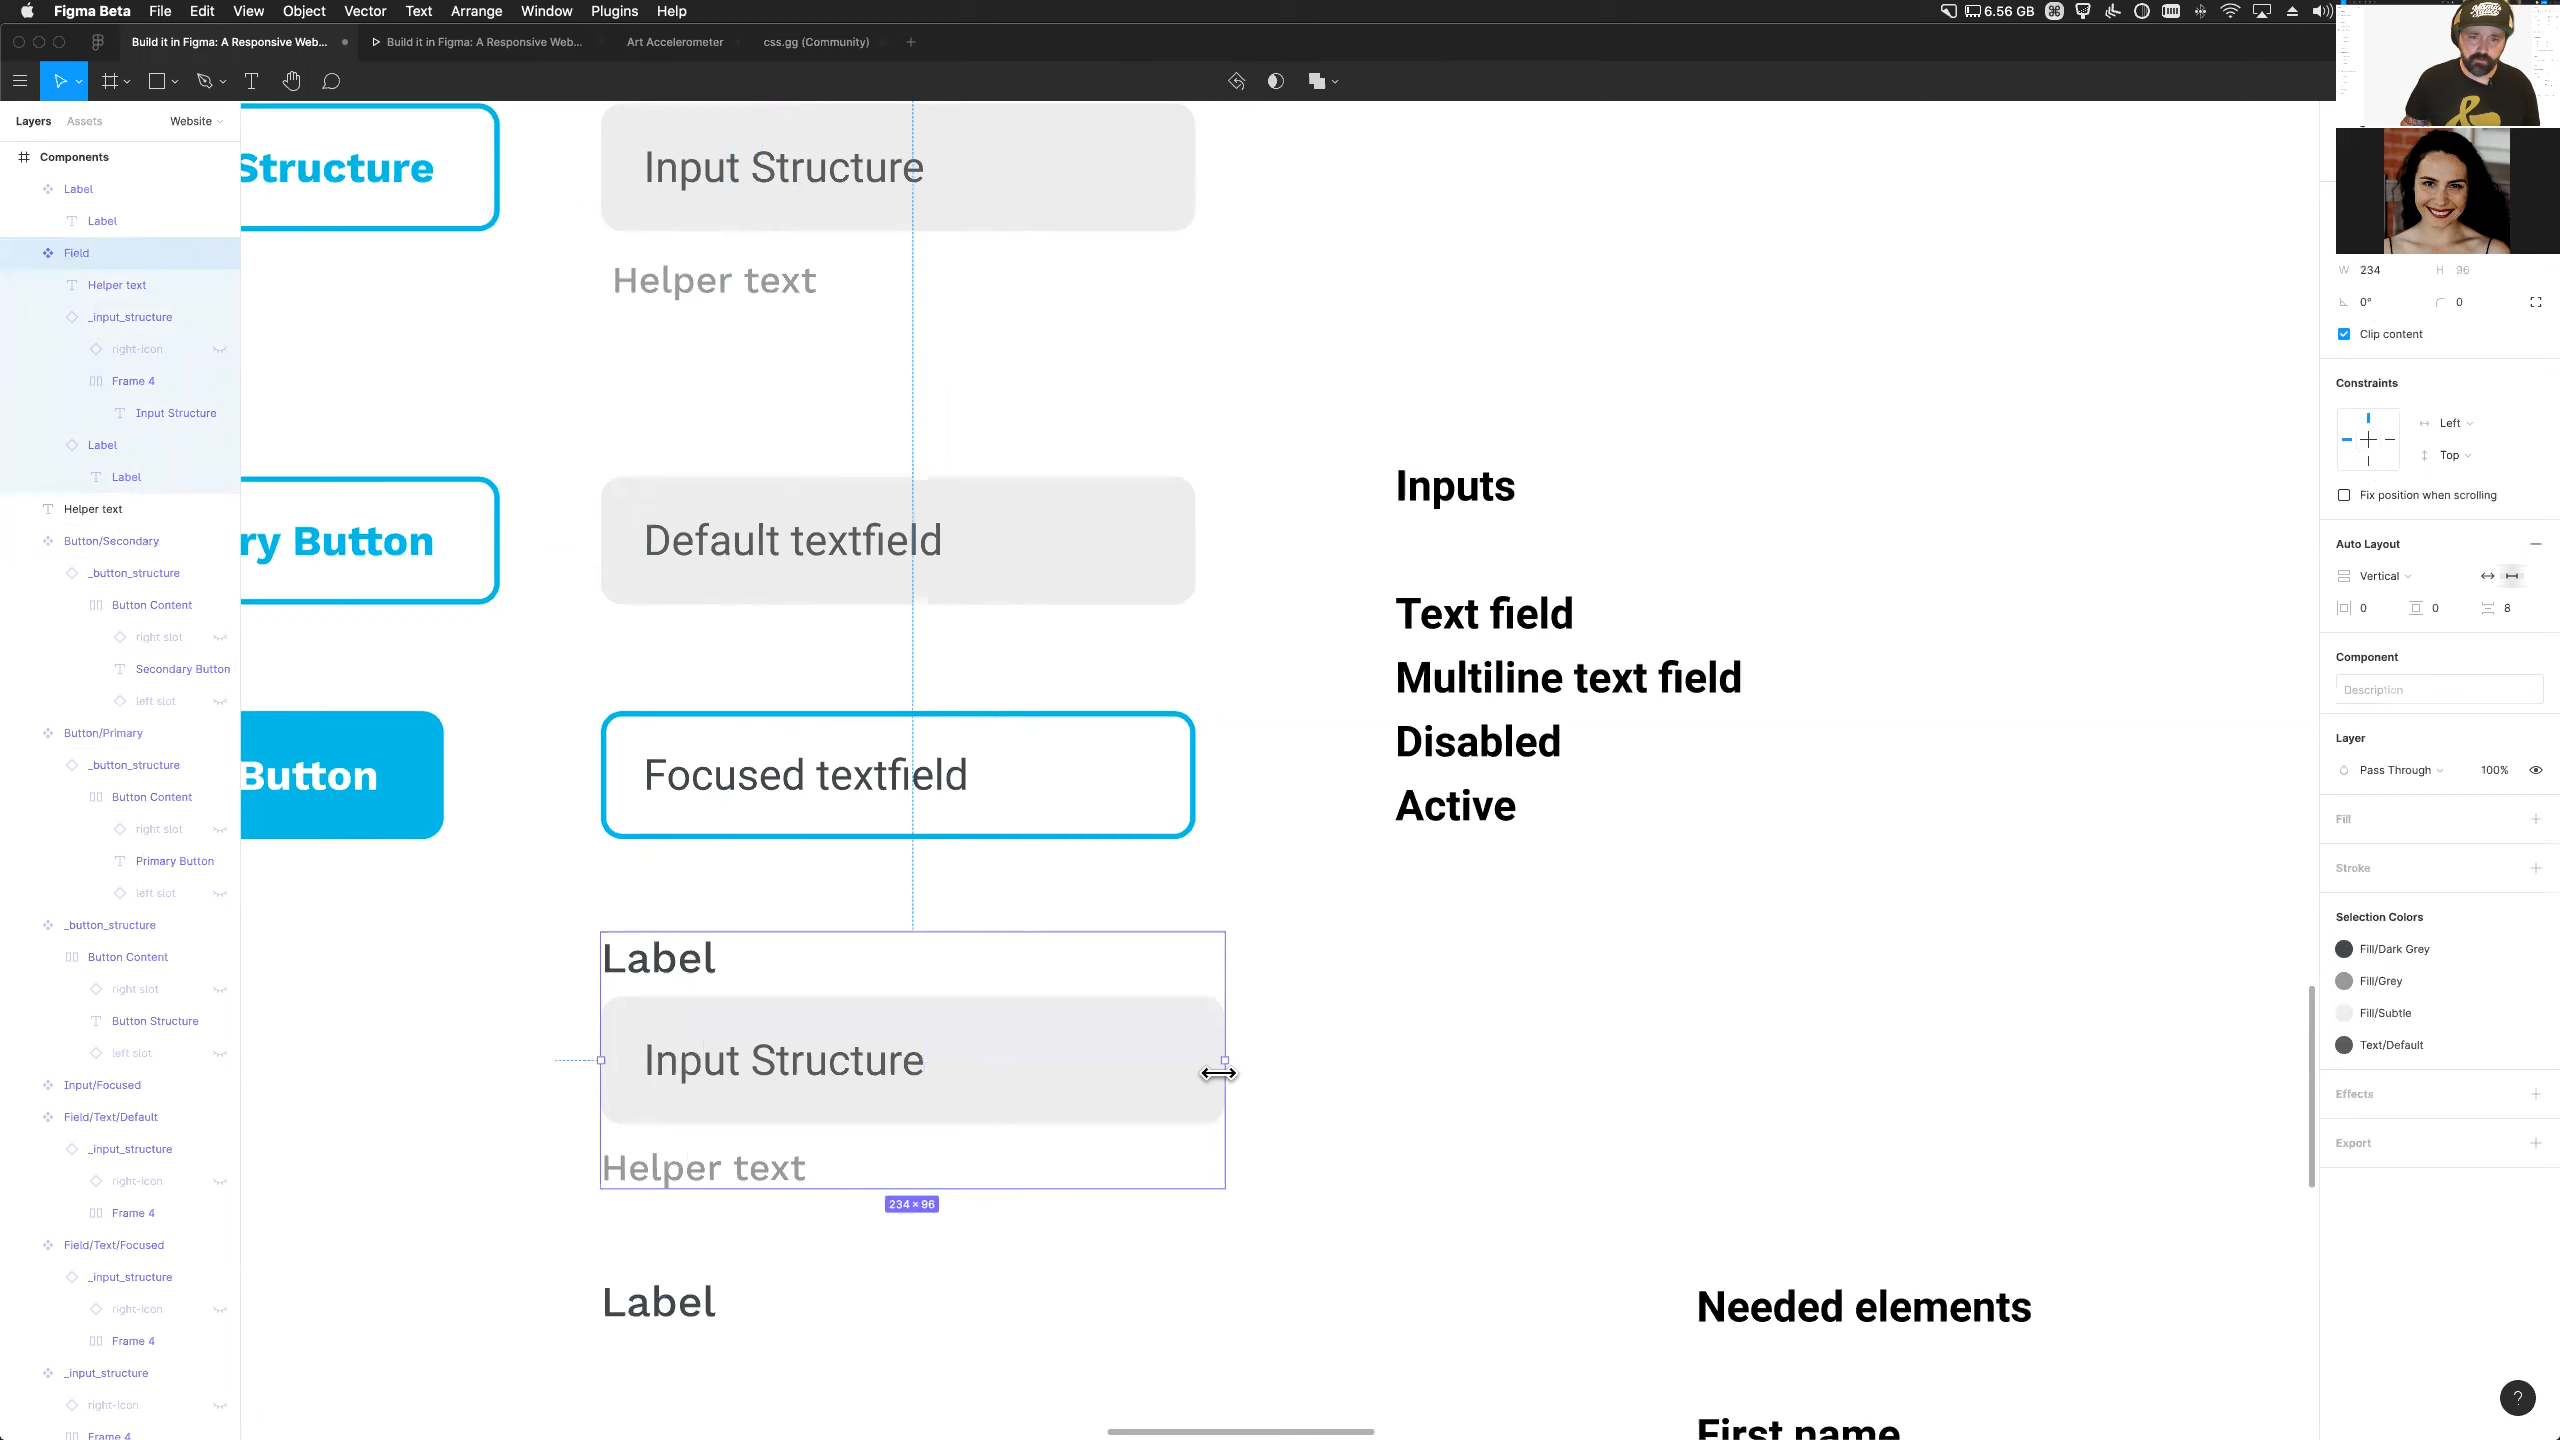 Figma Beta File Edit View Object Vector Text Arrange Window Plugins Help
6.56 GB
Build it in Figma: A Responsive Web...
Build it in Figma: A Responsive Web...
Art Accelerometer
css.gg (Community)
Layers Assets Website
Components
Label
Label
Field
Helper text
_input_structure
right-icon
Frame 4
Input Structure
Label
Label
Helper text
Button/Secondary
_button_structure
Button Content
right slot
Secondary Button
left slot
Button/Primary
_button_structure
Button Content
right slot
Primary Button
left slot
_button_structure
Button Content
right slot
Button Structure
left slot
Input/Focused
Field/Text/Default
_input_structure
right-icon
Frame 4
Field/Text/Focused
_input_structure
right-icon
Frame 4
_input_structure
right-icon
Frame 4
Structure
Input Structure
Helper text
ry Button
Default textfield
Button
Focused textfield
Label
Input Structure
Helper text
234 × 96
Label
Inputs
Text field
Multiline text field
Disabled
Active
Needed elements
First name
W 234 H 96
0° 0
Clip content
Constraints
Left
Top
Fix position when scrolling
Auto Layout
Vertical
0 0 8
Component
Description
Layer
Pass Through 100%
Fill
Stroke
Selection Colors
Fill/Dark Grey
Fill/Grey
Fill/Subtle
Text/Default
Effects
Export
?